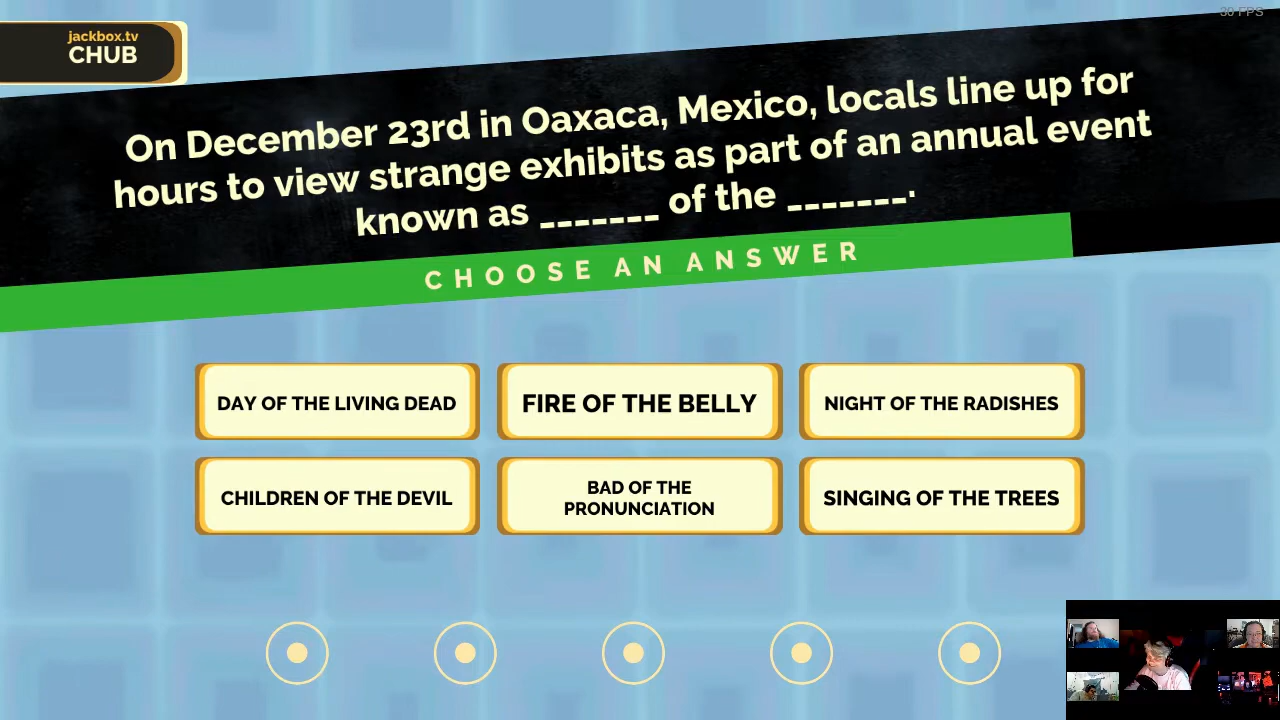 30 FPS
jackbox.tv
CHUB
On December 23rd in Oaxaca, Mexico, locals line up for
hours to view strange exhibits as part of an annual event
known as _______ of the _______.
CHOOSE AN ANSWER
DAY OF THE LIVING DEAD
FIRE OF THE BELLY
NIGHT OF THE RADISHES
CHILDREN OF THE DEVIL
BAD OF THE
PRONUNCIATION
SINGING OF THE TREES